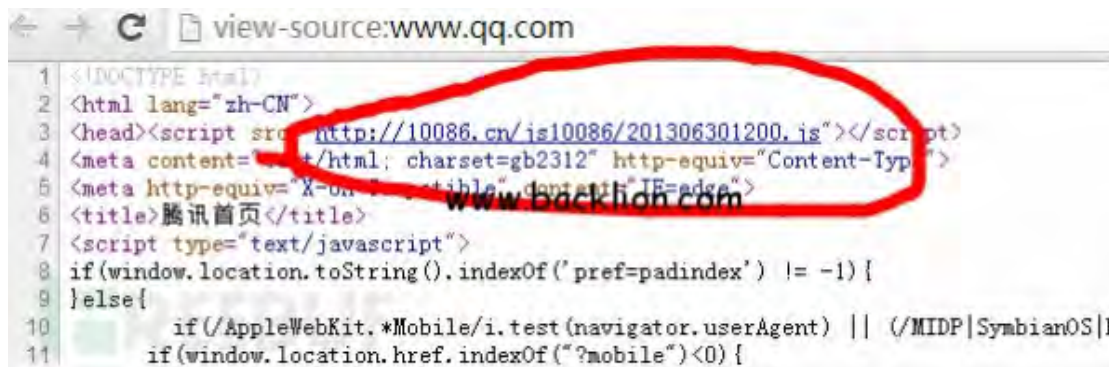 view-source:www.qq.com
1 <!DOCTYPE html>
2 <html lang="zh-CN">
3 <head><script src="http://10086.cn/js10086/201306301200.js"></script>
4 <meta content="text/html; charset=gb2312" http-equiv="Content-Type">
5 <meta http-equiv="X-UA-Compatible" content="IE=edge">
www.backlion.com
6 <title>腾讯首页</title>
7 <script type="text/javascript">
8 if(window.location.toString().indexOf('pref=padindex') != -1){
9 }else{
10 if(/AppleWebKit.*Mobile/i.test(navigator.userAgent) || (/MIDP|SymbianOS|
11 if(window.location.href.indexOf("?mobile")<0){